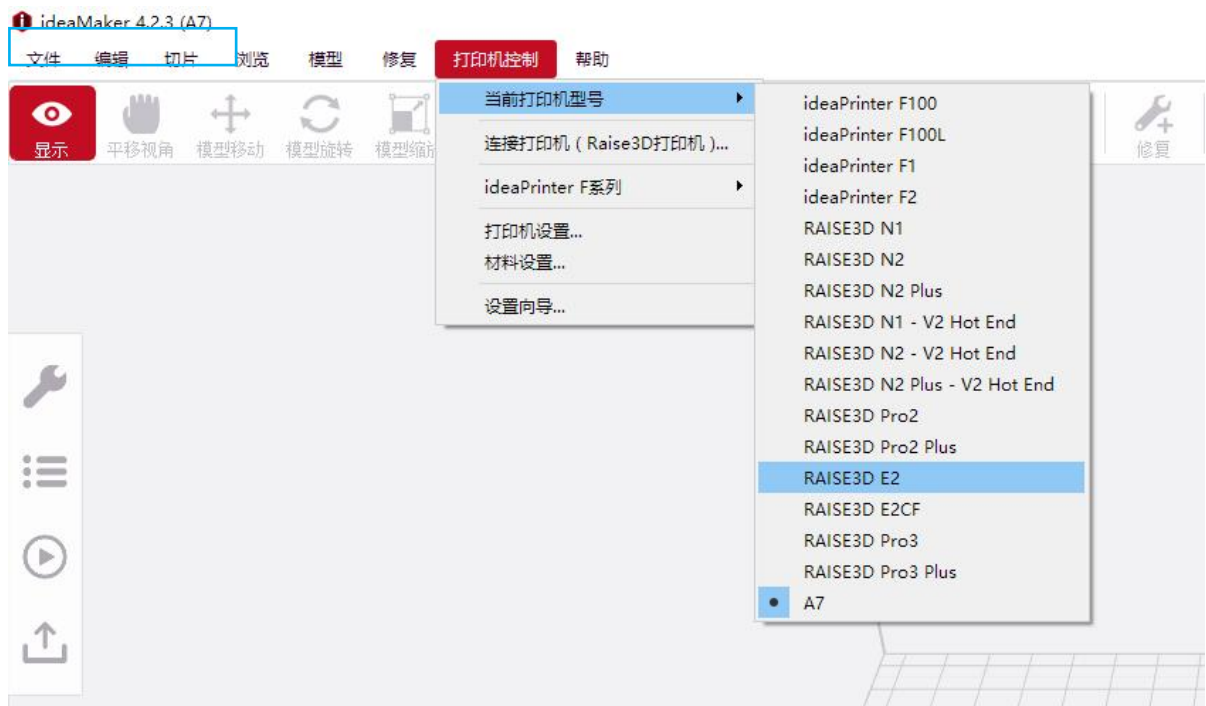 ideaMaker 4.2.3 (A7)
文件 编辑 切片 浏览 模型 修复 打印机控制 帮助
显示 平移视角 模型移动 模型旋转 模型缩放 修复
当前打印机型号
连接打印机 ( Raise3D打印机 )...
ideaPrinter F系列
打印机设置...
材料设置...
设置向导...
ideaPrinter F100
ideaPrinter F100L
ideaPrinter F1
ideaPrinter F2
RAISE3D N1
RAISE3D N2
RAISE3D N2 Plus
RAISE3D N1 - V2 Hot End
RAISE3D N2 - V2 Hot End
RAISE3D N2 Plus - V2 Hot End
RAISE3D Pro2
RAISE3D Pro2 Plus
RAISE3D E2
RAISE3D E2CF
RAISE3D Pro3
RAISE3D Pro3 Plus
A7